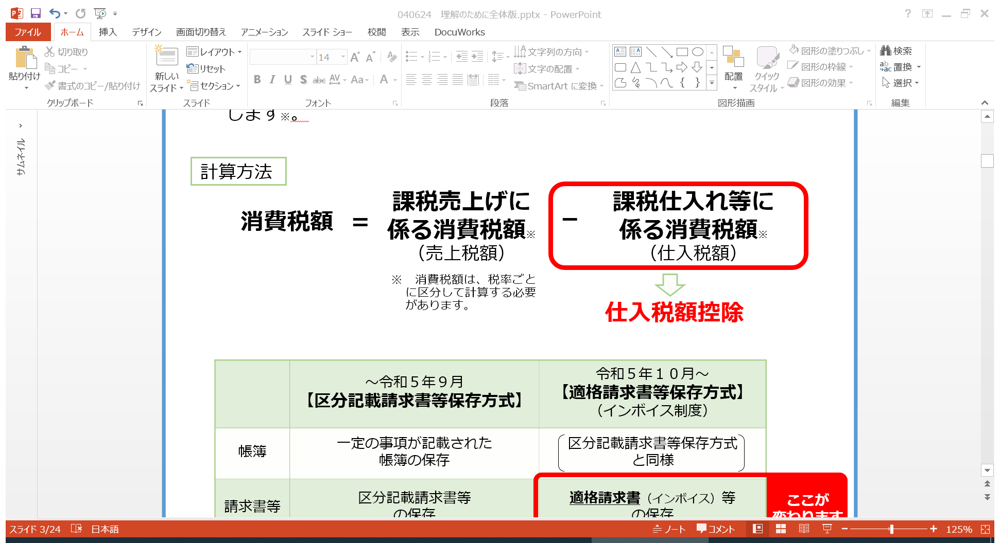 040624　理解のために全体版.pptx - PowerPoint
ファイル
ホーム
挿入
デザイン
画面切り替え
アニメーション
スライド ショー
校閲
表示
DocuWorks
貼り付け
切り取り
コピー
書式のコピー/貼り付け
クリップボード
新しい
スライド
レイアウト
リセット
セクション
スライド
14
B I U S abc AV Aa A
フォント
文字列の方向
文字の配置
SmartArt に変換
段落
配置
クイック
スタイル
図形の塗りつぶし
図形の枠線
図形の効果
図形描画
検索
置換
選択
編集
サムネイル
します※。
計算方法
消費税額 ＝ 課税売上げに
係る消費税額※
（売上税額）
－ 課税仕入れ等に
係る消費税額※
（仕入税額）
※　消費税額は、税率ごと
に区分して計算する必要
があります。
仕入税額控除
～令和５年９月
【区分記載請求書等保存方式】
令和５年１０月～
【適格請求書等保存方式】
（インボイス制度）
帳簿
一定の事項が記載された
帳簿の保存
区分記載請求書等保存方式
と同様
請求書等
区分記載請求書等
の保存
適格請求書（インボイス）等
の保存
ここが
変わります
スライド 3/24
日本語
ノート
コメント
125%